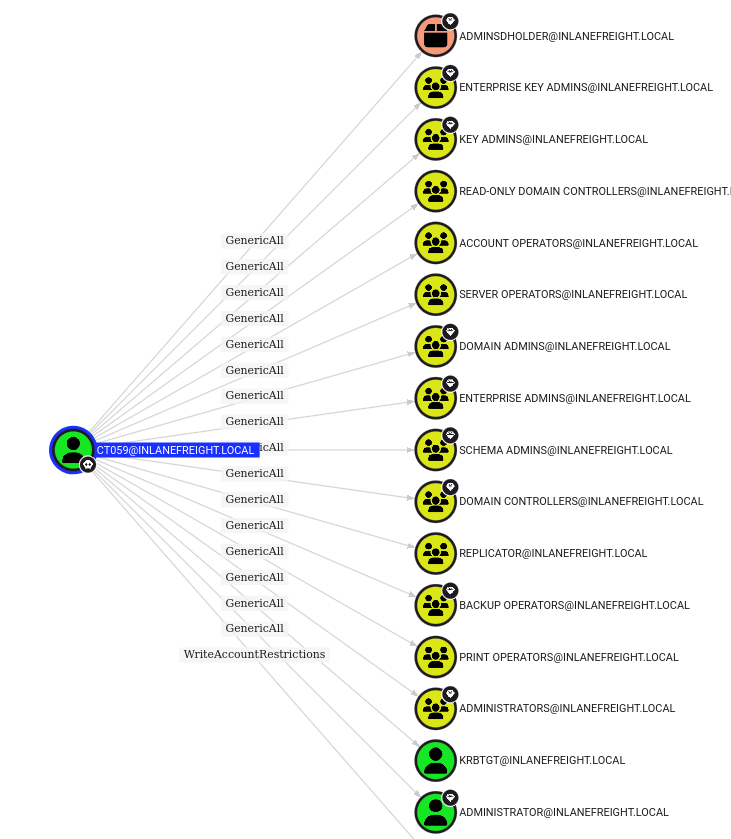 ADMINSDHOLDER@INLANEFREIGHT.LOCAL
ENTERPRISE KEY ADMINS@INLANEFREIGHT.LOCAL
KEY ADMINS@INLANEFREIGHT.LOCAL
READ-ONLY DOMAIN CONTROLLERS@INLANEFREIGHT.
GenericAll
ACCOUNT OPERATORS@INLANEFREIGHT.LOCAL
GenericAll
GenericAll
SERVER OPERATORS@INLANEFREIGHT.LOCAL
GenericAll
GenericAll
DOMAIN ADMINS@INLANEFREIGHT.LOCAL
GenericAll
GenericAll
ENTERPRISE ADMINS@INLANEFREIGHT.LOCAL
GenericAll
icAll
CT059@INLANEFREIGHT.LOCAL
SCHEMA ADMINS@INLANEFREIGHT.LOCAL
GenericAll
GenericAll
DOMAIN CONTROLLERS@INLANEFREIGHT.LOCAL
GenericAll
GenericAll
REPLICATOR@INLANEFREIGHT.LOCAL
GenericAll
GenericAll
BACKUP OPERATORS@INLANEFREIGHT.LOCAL
GenericAll
WriteAccountRestrictions
PRINT OPERATORS@INLANEFREIGHT.LOCAL
ADMINISTRATORS@INLANEFREIGHT.LOCAL
KRBTGT@INLANEFREIGHT.LOCAL
ADMINISTRATOR@INLANEFREIGHT.LOCAL